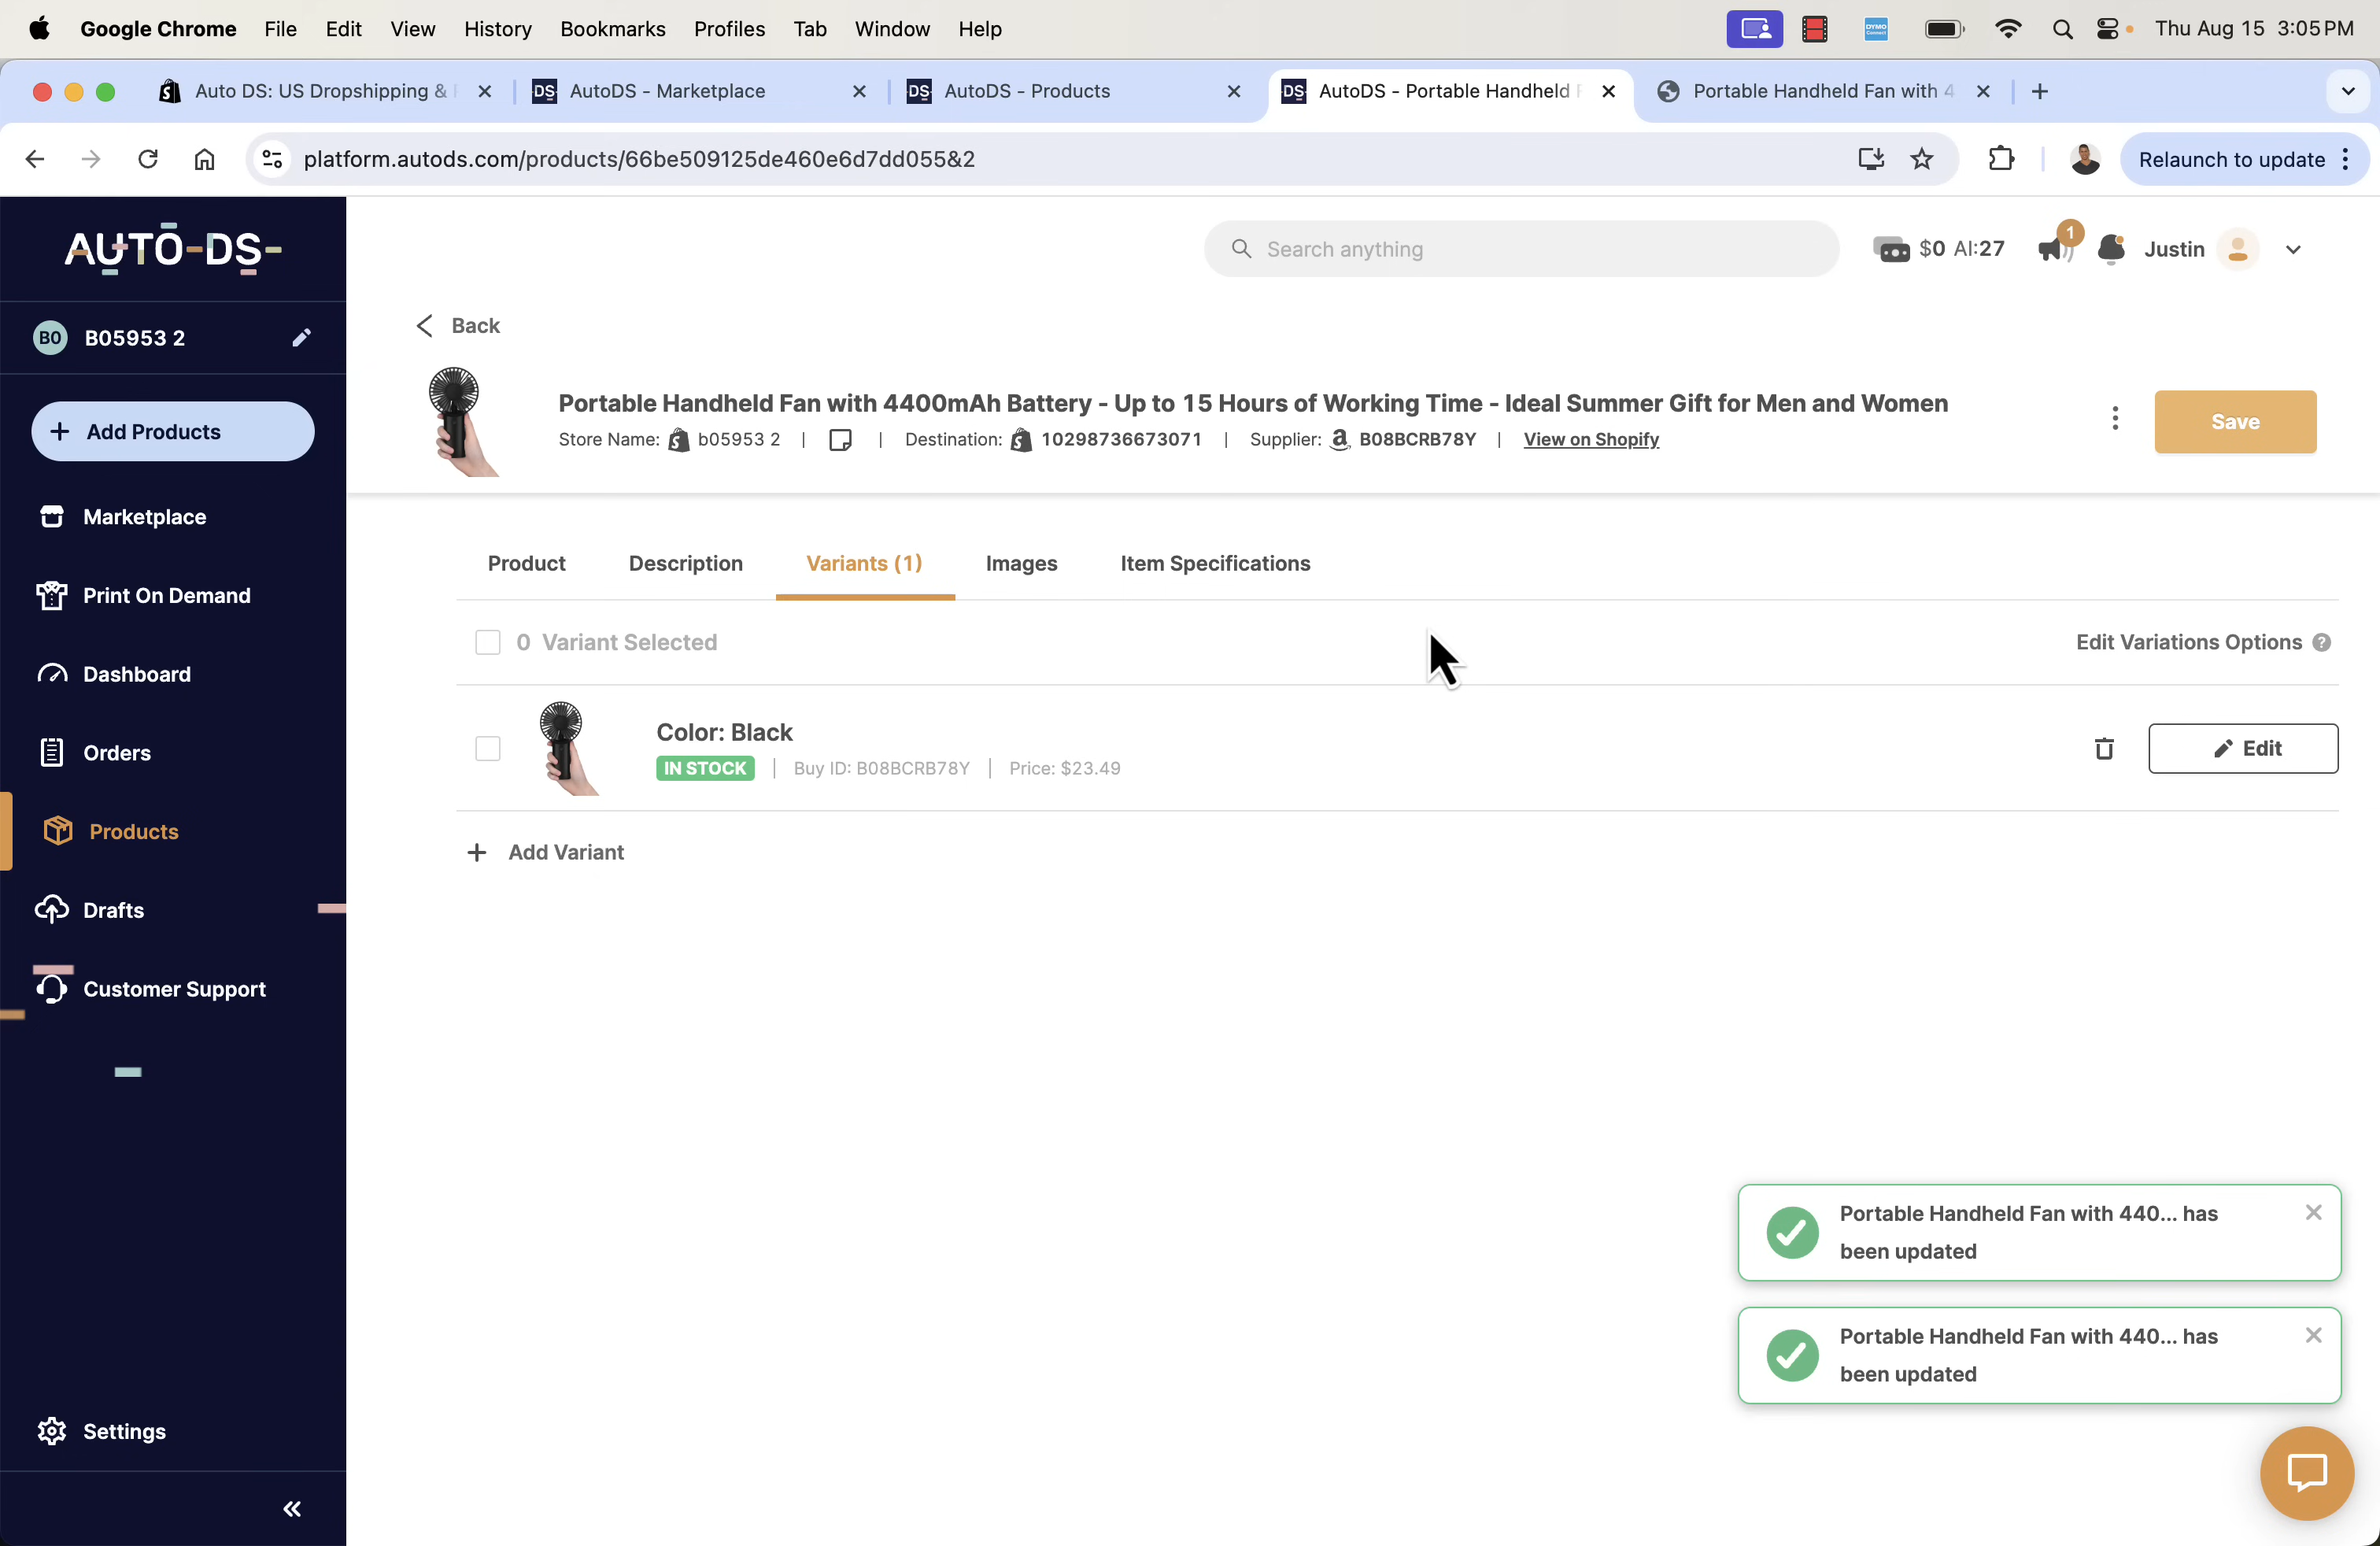 Google Chrome File Edit View History Bookmarks Profiles Tab Window Help DYMO Connect Thu Aug 15 3:05 PM
Auto DS: US Dropshipping & DS AutoDS - Marketplace DS AutoDS - Products DS AutoDS - Portable Handheld Portable Handheld Fan with 4
platform.autods.com/products/66be509125de460e6d7dd055&2 Relaunch to update
AUTO-DS- Search anything $0 AI:27 1 Justin
Back
B0 B05953 2
Portable Handheld Fan with 4400mAh Battery - Up to 15 Hours of Working Time - Ideal Summer Gift for Men and Women
Store Name: b05953 2 | | Destination: 10298736673071 | Supplier: a B08BCRB78Y | View on Shopify
Save
+ Add Products
Marketplace
Print On Demand
Dashboard
Orders
Products
Drafts
Customer Support
Settings
Product Description Variants (1) Images Item Specifications
0 Variant Selected Edit Variations Options ?
Color: Black
IN STOCK | Buy ID: B08BCRB78Y | Price: $23.49
Edit
+ Add Variant
Portable Handheld Fan with 440... has
been updated
Portable Handheld Fan with 440... has
been updated